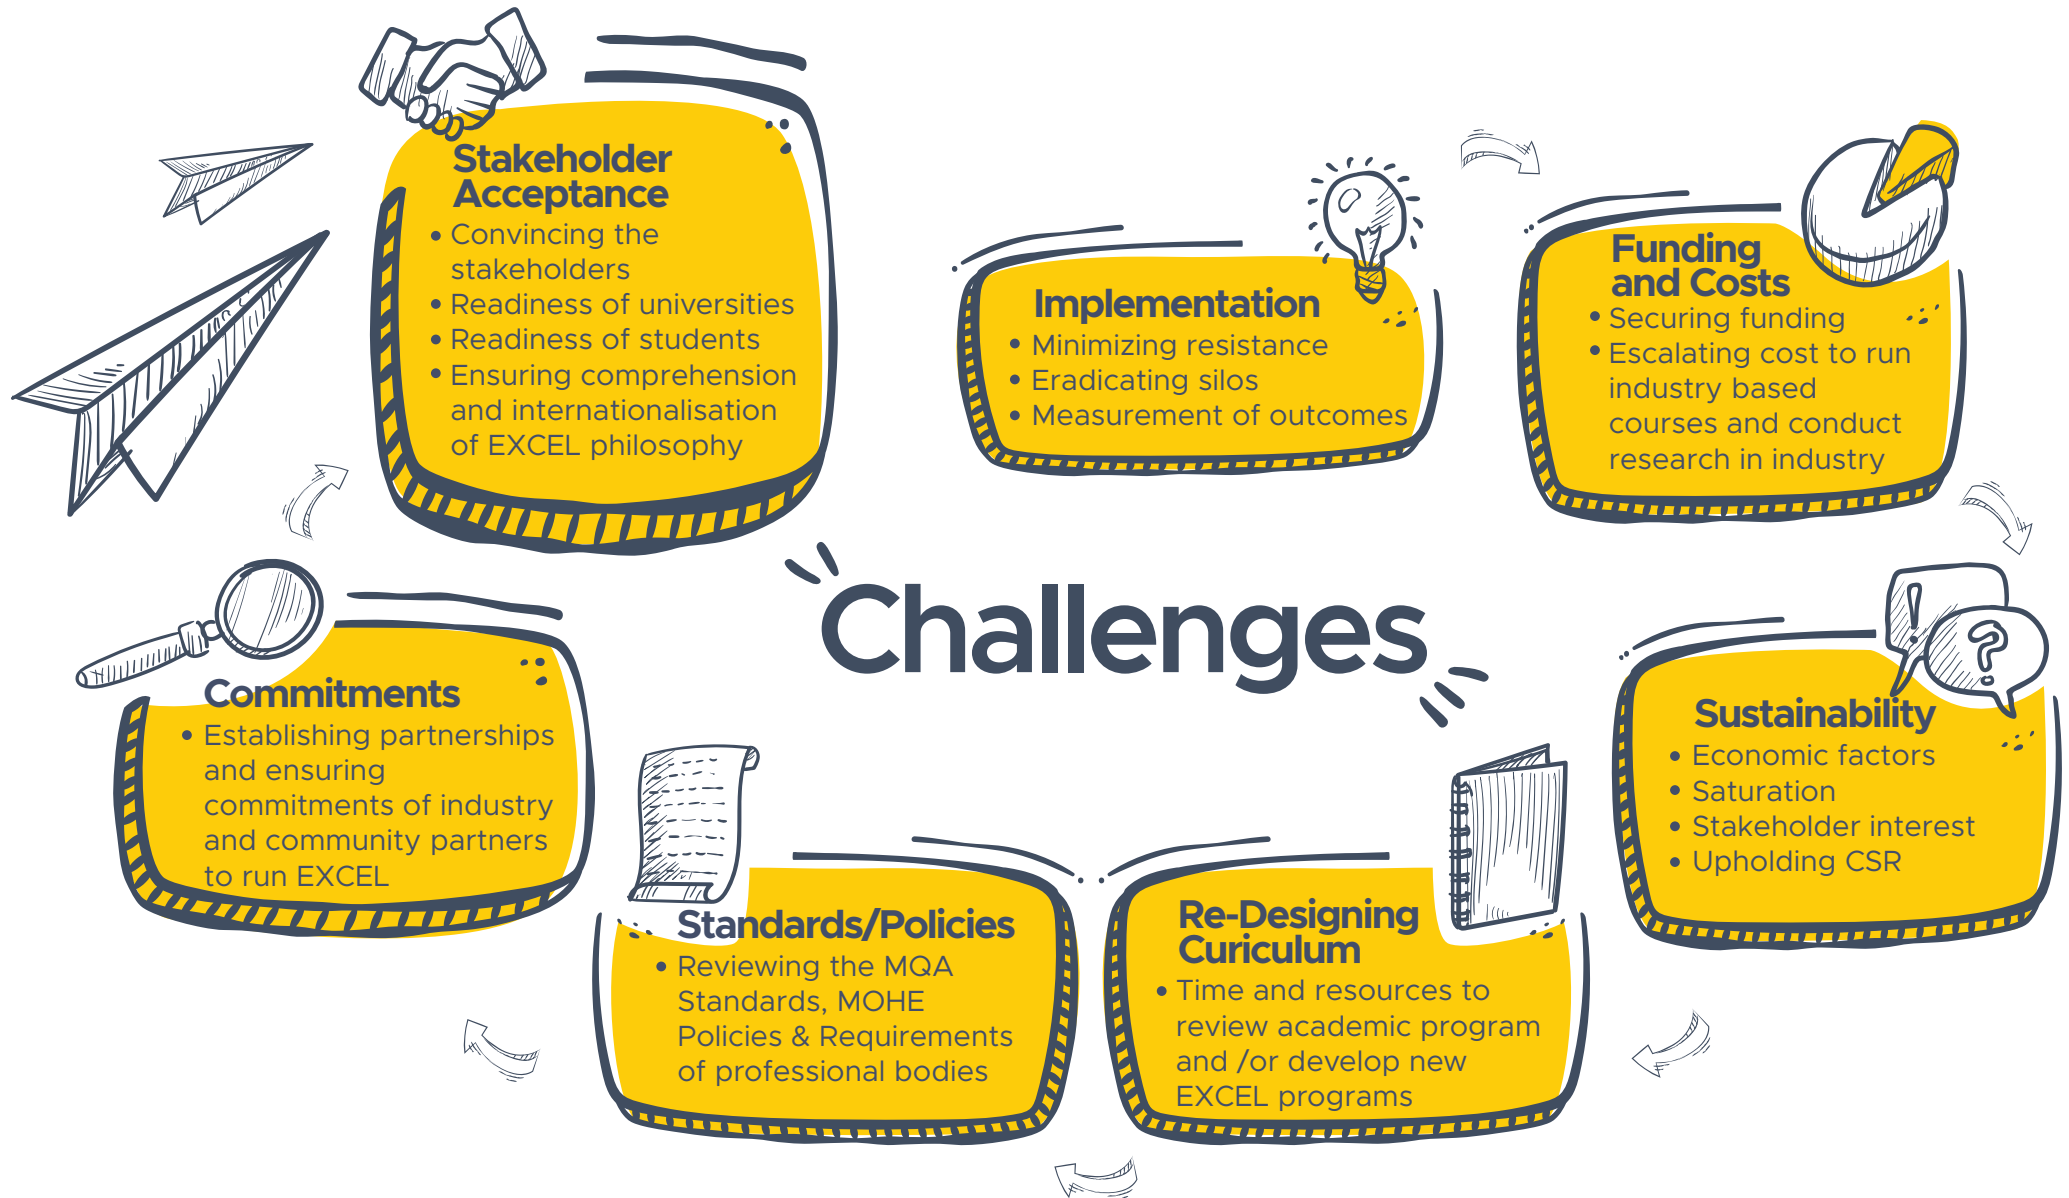 Stakeholder
Acceptance
• Convincing the
stakeholders
• Readiness of universities
• Readiness of students
• Ensuring comprehension
and internationalisation
of EXCEL philosophy
Implementation
• Minimizing resistance
• Eradicating silos
• Measurement of outcomes
Funding
and Costs
• Securing funding
• Escalating cost to run
industry based
courses and conduct
research in industry
Challenges
Commitments
• Establishing partnerships
and ensuring
commitments of industry
and community partners
to run EXCEL
Sustainability
• Economic factors
• Saturation
• Stakeholder interest
• Upholding CSR
Standards/Policies
• Reviewing the MQA
Standards, MOHE
Policies & Requirements
of professional bodies
Re-Designing
Curiculum
• Time and resources to
review academic program
and /or develop new
EXCEL programs